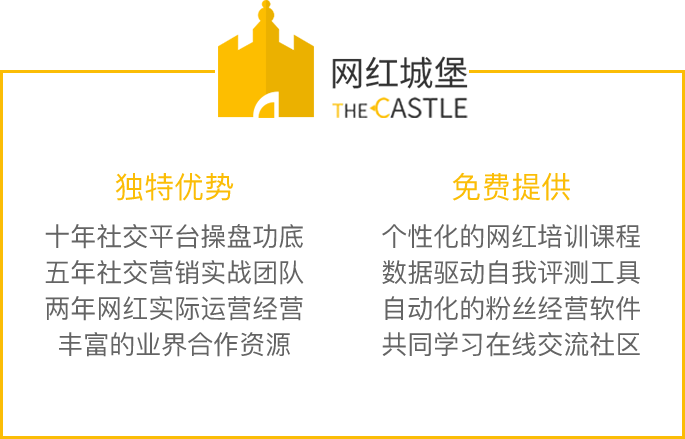 网红城堡
THE CASTLE
独特优势
十年社交平台操盘功底
五年社交营销实战团队
两年网红实际运营经营
丰富的业界合作资源
免费提供
个性化的网红培训课程
数据驱动自我评测工具
自动化的粉丝经营软件
共同学习在线交流社区